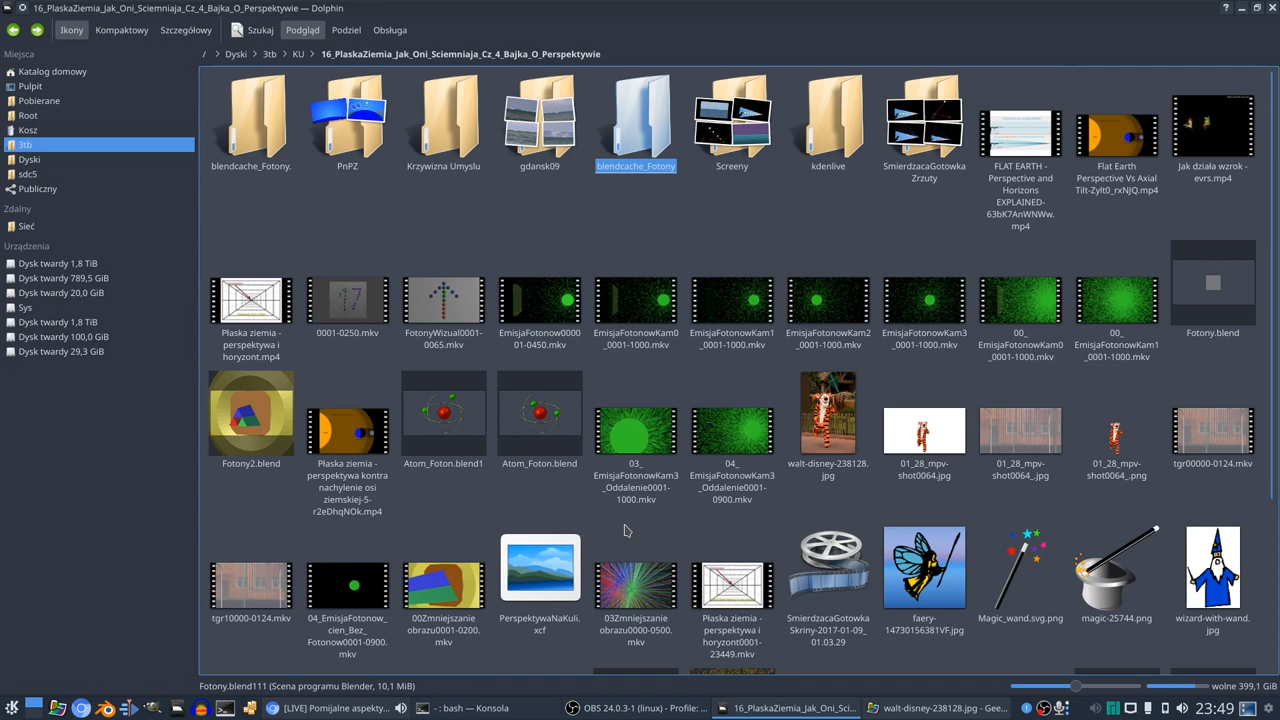 16_PlaskaZiemia_Jak_Oni_Sciemniaja_Cz_4_Bajka_O_Perspektywie — Dolphin
Ikony
Kompaktowy
Szczegółowy
Szukaj
Podgląd
Podziel
Obsługa
Miejsca
/ > Dyski > 3tb > KU > 16_PlaskaZiemia_Jak_Oni_Sciemniaja_Cz_4_Bajka_O_Perspektywie
Katalog domowy
Pulpit
Pobierane
Root
Kosz
3tb
Dyski
sdc5
Publiczny
Zdalny
Sieć
Urządzenia
Dysk twardy 1,8 TiB
Dysk twardy 789,5 GiB
Dysk twardy 20,0 GiB
Sys
Dysk twardy 1,8 TiB
Dysk twardy 100,0 GiB
Dysk twardy 29,3 GiB
blendcache_Fotony.
PnPZ
Krzywizna Umyslu
gdansk09
blendcache_Fotony
Screeny
kdenlive
SmierdzacaGotowka
Zrzuty
FLAT EARTH -
Perspective and
Horizons
EXPLAINED-
63bK7AnWNWw.
mp4
Flat Earth
Perspective Vs Axial
Tilt-Zylt0_rxNJQ.mp4
Jak działa wzrok -
evrs.mp4
Płaska ziemia -
perspektywa i
horyzont.mp4
0001-0250.mkv
FotonyWizual0001-
0065.mkv
EmisjaFotonow0000
01-0450.mkv
EmisjaFotonowKam0
_0001-1000.mkv
EmisjaFotonowKam1
_0001-1000.mkv
EmisjaFotonowKam2
_0001-1000.mkv
EmisjaFotonowKam3
_0001-1000.mkv
00_
EmisjaFotonowKam0
_0001-1000.mkv
00_
EmisjaFotonowKam1
_0001-1000.mkv
Fotony.blend
Fotony2.blend
Płaska ziemia -
perspektywa kontra
nachylenie osi
ziemskiej-5-
r2eDhqNOk.mp4
Atom_Foton.blend1
Atom_Foton.blend
03_
EmisjaFotonowKam3
_Oddalenie0001-
1000.mkv
04_
EmisjaFotonowKam3
_Oddalenie0001-
0900.mkv
walt-disney-238128.
jpg
01_28_mpv-
shot0064.jpg
01_28_mpv-
shot0064_.jpg
01_28_mpv-
shot0064_.png
tgr00000-0124.mkv
tgr10000-0124.mkv
04_EmisjaFotonow_
cien_Bez_
Fotonow0001-0900.
mkv
00Zmniejszanie
obrazu0001-0200.
mkv
PerspektywaNaKuli.
xcf
03Zmniejszanie
obrazu0000-0500.
mkv
Płaska ziemia -
perspektywa i
horyzont0001-
23449.mkv
SmierdzacaGotowka
Skriny-2017-01-09_
01.03.29
faery-
14730156381VF.jpg
Magic_wand.svg.png
magic-25744.png
wizard-with-wand.
jpg
Fotony.blend111 (Scena programu Blender, 10,1 MiB)
wolne 399,1 GiB
[LIVE] Pomijalne aspekty...
- : bash — Konsola
OBS 24.0.3-1 (linux) - Profile: ...
16_PlaskaZiemia_Jak_Oni_Sci...
walt-disney-238128.jpg - Gee...
23:49